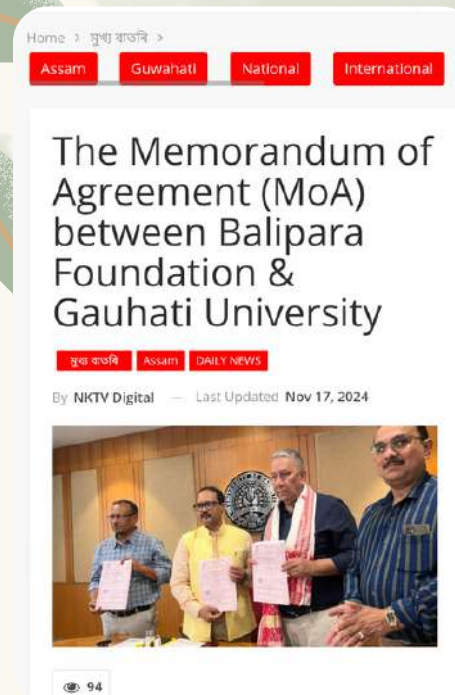 Home > মুখ্য বাতৰি >
Assam Guwahati National International
The Memorandum of
Agreement (MoA)
between Balipara
Foundation &
Gauhati University
মুখ্য বাতৰি Assam DAILY NEWS
By NKTV Digital — Last Updated Nov 17, 2024
94